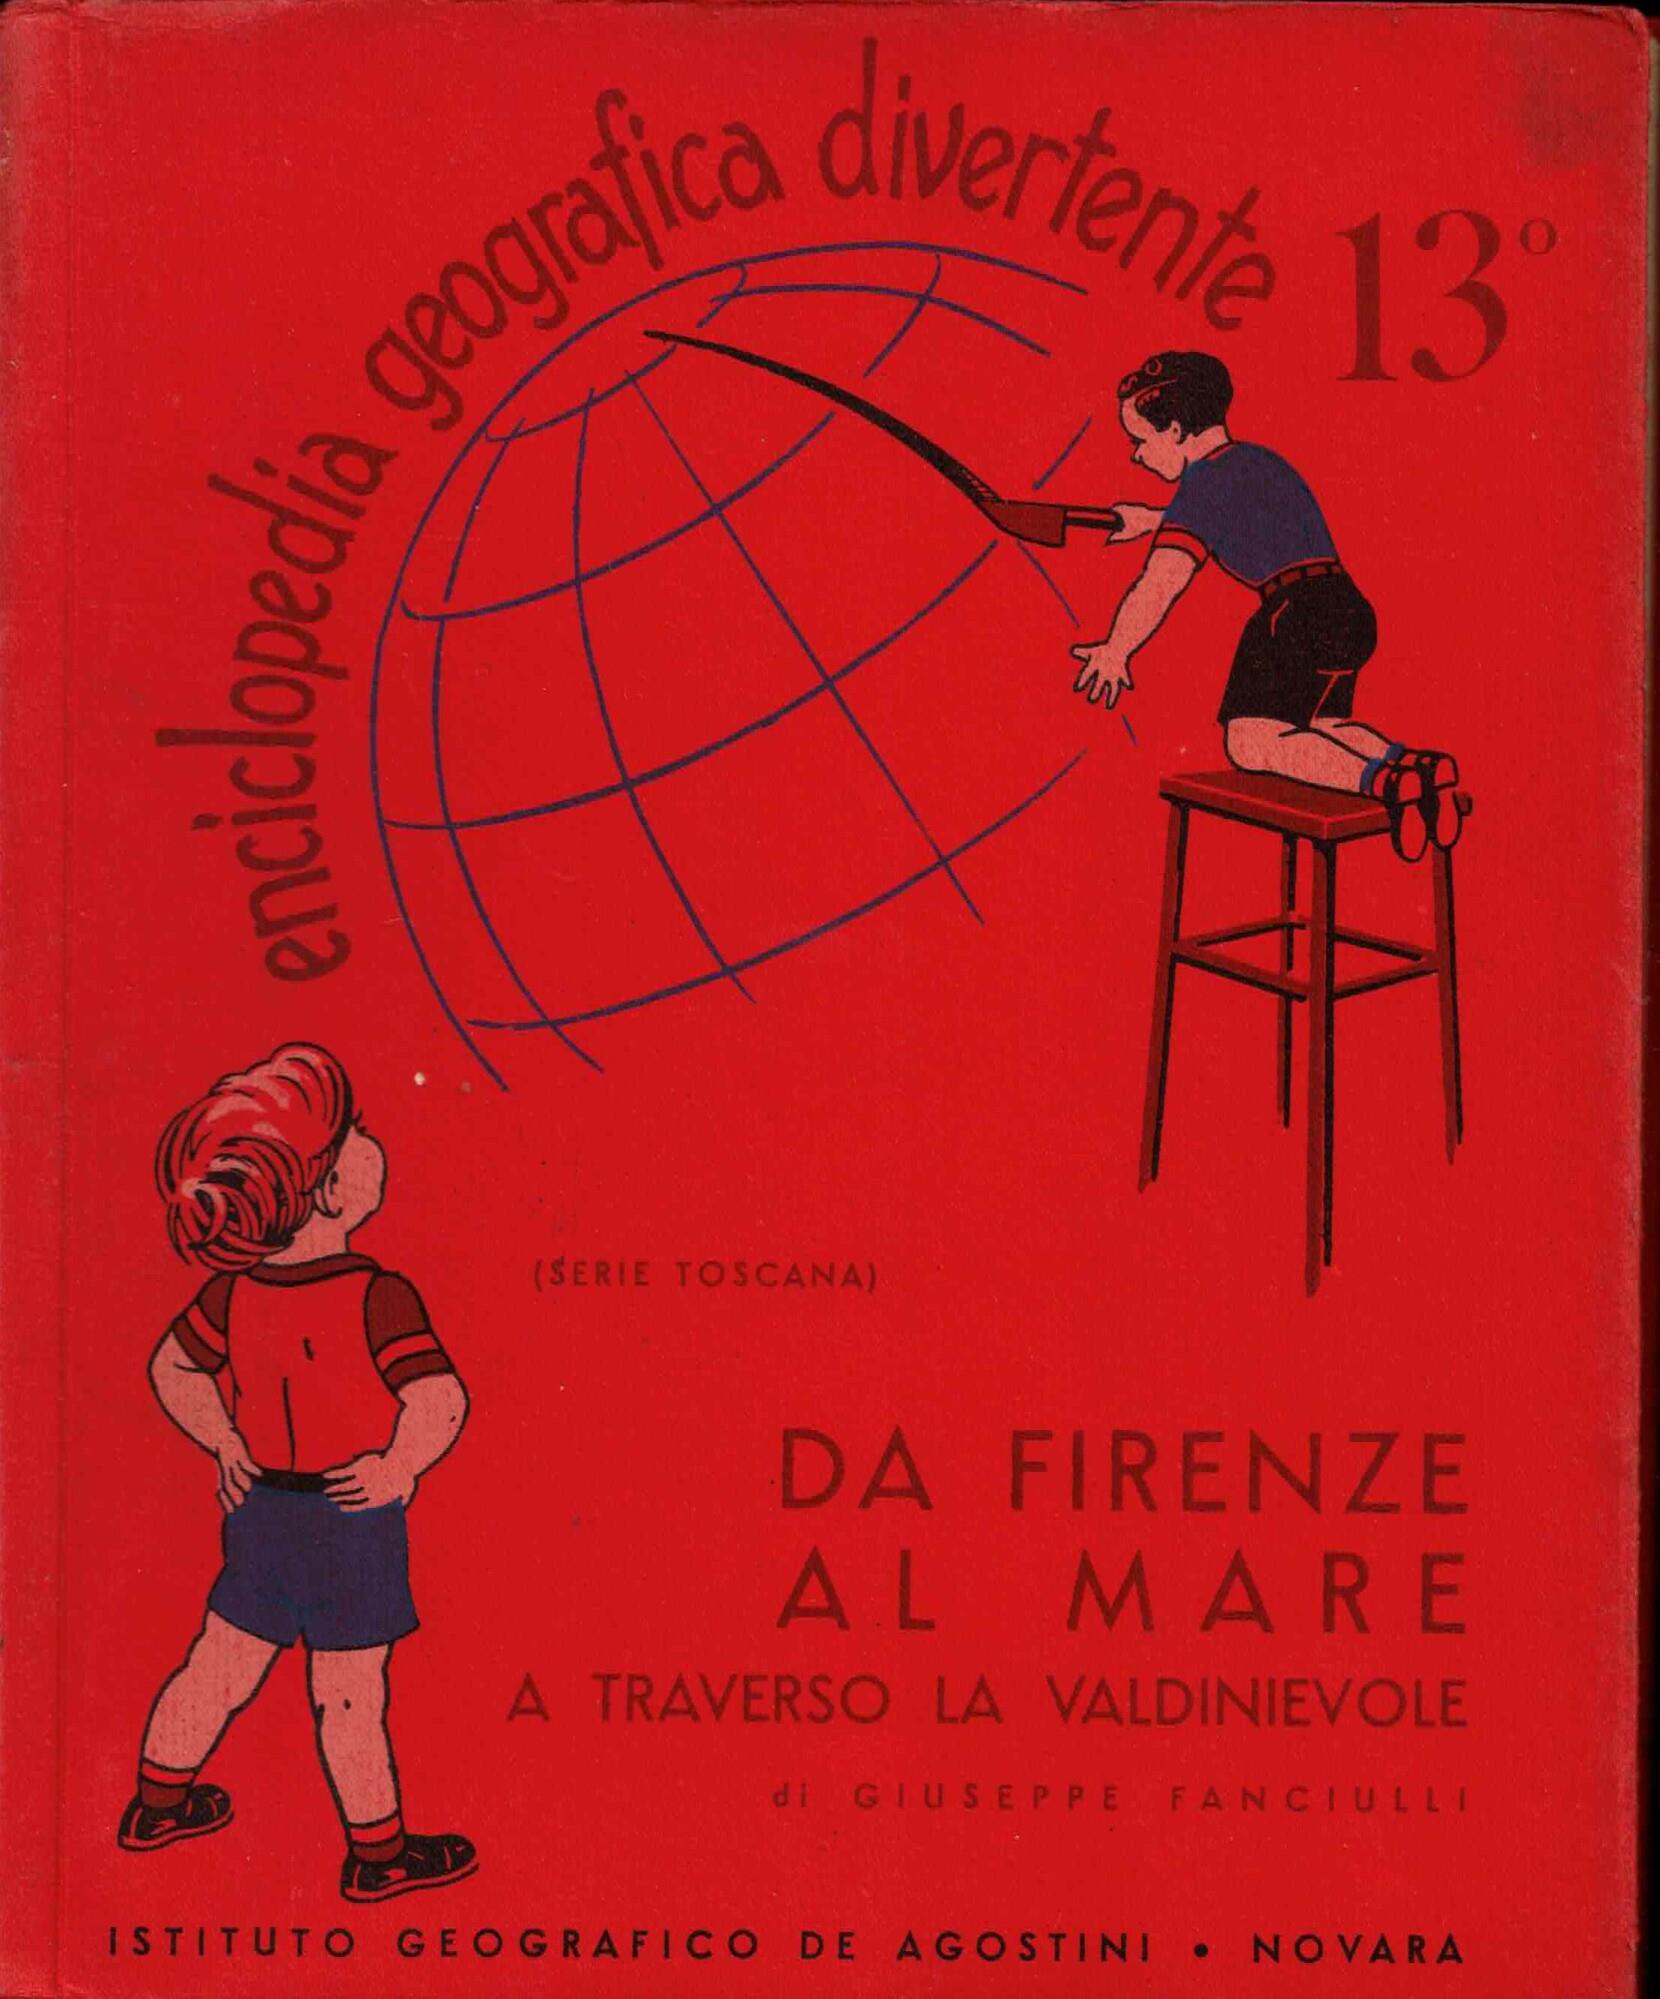 enciclopedia geografica divertente
13º
(SERIE TOSCANA)
DA FIRENZE
AL MARE
A TRAVERSO LA VALDINIEVOLE
di GIUSEPPE FANCIULLI
ISTITUTO GEOGRAFICO DE AGOSTINI • NOVARA